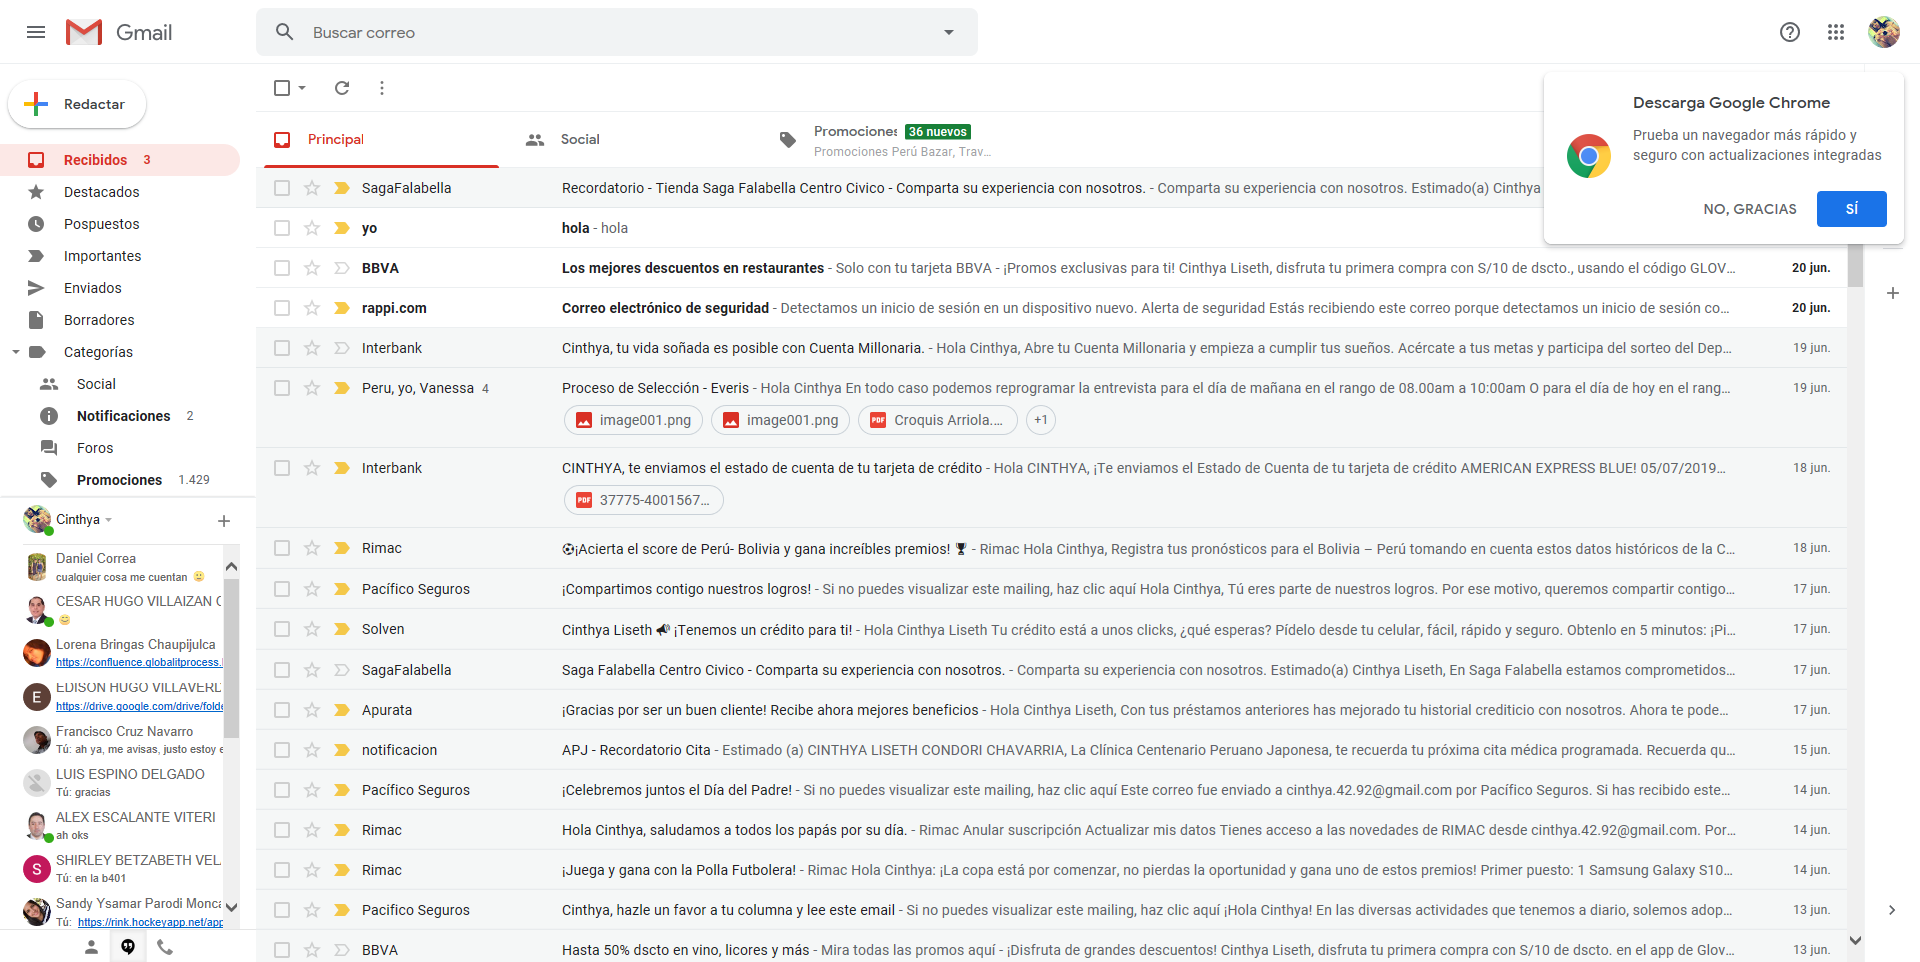 Gmail
Buscar correo
Redactar
Recibidos 3
Destacados
Pospuestos
Importantes
Enviados
Borradores
Categorías
Social
Notificaciones 2
Foros
Promociones 1.429
Cinthya
Daniel Correa
cualquier cosa me cuentan 🙂
CESAR HUGO VILLAIZAN
😊
Lorena Bringas Chaupijulca
https://confluence.globalitprocess.
EDISON HUGO VILLAVER
E
https://drive.google.com/drive/folde
Francisco Cruz Navarro
Tú: ah ya, me avisas, justo estoy e
LUIS ESPINO DELGADO
Tú: gracias
ALEX ESCALANTE VITERI
ah oks
SHIRLEY BETZABETH VEL
S
Tú: en la b401
Sandy Ysamar Parodi Monca
Tú: https://rink.hockeyapp.net/app
Principal
Social
Promociones 36 nuevos
Promociones Perú Bazar, Trav…
Descarga Google Chrome
Prueba un navegador más rápido y
seguro con actualizaciones integradas
NO, GRACIAS SÍ
SagaFalabella Recordatorio - Tienda Saga Falabella Centro Civico - Comparta su experiencia con nosotros. - Comparta su experiencia con nosotros. Estimado(a) Cinthya
yo hola - hola
BBVA Los mejores descuentos en restaurantes - Solo con tu tarjeta BBVA - ¡Promos exclusivas para ti! Cinthya Liseth, disfruta tu primera compra con S/10 de dscto., usando el código GLOV… 20 jun.
rappi.com Correo electrónico de seguridad - Detectamos un inicio de sesión en un dispositivo nuevo. Alerta de seguridad Estás recibiendo este correo porque detectamos un inicio de sesión co… 20 jun.
Interbank Cinthya, tu vida soñada es posible con Cuenta Millonaria. - Hola Cinthya, Abre tu Cuenta Millonaria y empieza a cumplir tus sueños. Acércate a tus metas y participa del sorteo del Dep… 19 jun.
Peru, yo, Vanessa 4 Proceso de Selección - Everis - Hola Cinthya En todo caso podemos reprogramar la entrevista para el día de mañana en el rango de 08.00am a 10:00am O para el día de hoy en el rang… 19 jun.
image001.png image001.png PDF Croquis Arriola.… +1
Interbank CINTHYA, te enviamos el estado de cuenta de tu tarjeta de crédito - Hola CINTHYA, ¡Te enviamos el Estado de Cuenta de tu tarjeta de crédito AMERICAN EXPRESS BLUE! 05/07/2019… 18 jun.
PDF 37775-4001567…
Rimac ⚽¡Acierta el score de Perú- Bolivia y gana increíbles premios! 🏆 - Rimac Hola Cinthya, Registra tus pronósticos para el Bolivia – Perú tomando en cuenta estos datos históricos de la C… 18 jun.
Pacífico Seguros ¡Compartimos contigo nuestros logros! - Si no puedes visualizar este mailing, haz clic aquí Hola Cinthya, Tú eres parte de nuestros logros. Por ese motivo, queremos compartir contigo… 17 jun.
Solven Cinthya Liseth 📣 ¡Tenemos un crédito para ti! - Hola Cinthya Liseth Tu crédito está a unos clicks, ¿qué esperas? Pídelo desde tu celular, fácil, rápido y seguro. Obtenlo en 5 minutos: ¡Pi… 17 jun.
SagaFalabella Saga Falabella Centro Civico - Comparta su experiencia con nosotros. - Comparta su experiencia con nosotros. Estimado(a) Cinthya Liseth, En Saga Falabella estamos comprometidos… 17 jun.
Apurata ¡Gracias por ser un buen cliente! Recibe ahora mejores beneficios - Hola Cinthya Liseth, Con tus préstamos anteriores has mejorado tu historial crediticio con nosotros. Ahora te pode… 17 jun.
notificacion APJ - Recordatorio Cita - Estimado (a) CINTHYA LISETH CONDORI CHAVARRIA, La Clínica Centenario Peruano Japonesa, te recuerda tu próxima cita médica programada. Recuerda qu… 15 jun.
Pacífico Seguros ¡Celebremos juntos el Día del Padre! - Si no puedes visualizar este mailing, haz clic aquí Este correo fue enviado a cinthya.42.92@gmail.com por Pacífico Seguros. Si has recibido este… 14 jun.
Rimac Hola Cinthya, saludamos a todos los papás por su día. - Rimac Anular suscripción Actualizar mis datos Tienes acceso a las novedades de RIMAC desde cinthya.42.92@gmail.com. Por… 14 jun.
Rimac ¡Juega y gana con la Polla Futbolera! - Rimac Hola Cinthya: ¡La copa está por comenzar, no pierdas la oportunidad y gana uno de estos premios! Primer puesto: 1 Samsung Galaxy S10… 14 jun.
Pacifico Seguros Cinthya, hazle un favor a tu columna y lee este email - Si no puedes visualizar este mailing, haz clic aquí ¡Hola Cinthya! En las diversas actividades que tenemos a diario, solemos adop… 13 jun.
BBVA Hasta 50% dscto en vino, licores y más - Mira todas las promos aquí - ¡Disfruta de grandes descuentos! Cinthya Liseth, disfruta tu primera compra con S/10 de dscto. en el app de Glov… 13 jun.